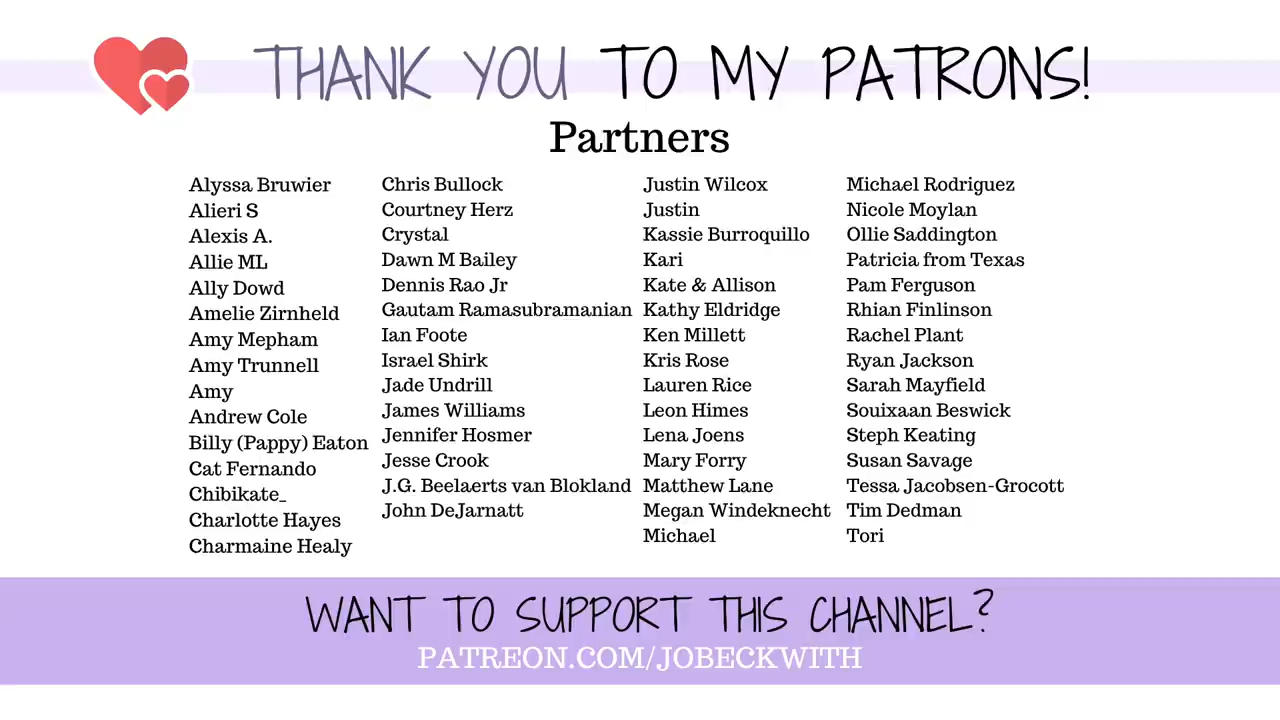 THANK YOU TO MY PATRONS!
Partners
Alyssa Bruwier
Alieri S
Alexis A.
Allie ML
Ally Dowd
Amelie Zirnheld
Amy Mepham
Amy Trunnell
Amy
Andrew Cole
Billy (Pappy) Eaton
Cat Fernando
Chibikate_
Charlotte Hayes
Charmaine Healy
Chris Bullock
Courtney Herz
Crystal
Dawn M Bailey
Dennis Rao Jr
Gautam Ramasubramanian
Ian Foote
Israel Shirk
Jade Undrill
James Williams
Jennifer Hosmer
Jesse Crook
J.G. Beelaerts van Blokland
John DeJarnatt
Justin Wilcox
Justin
Kassie Burroquillo
Kari
Kate & Allison
Kathy Eldridge
Ken Millett
Kris Rose
Lauren Rice
Leon Himes
Lena Joens
Mary Forry
Matthew Lane
Megan Windeknecht
Michael
Michael Rodriguez
Nicole Moylan
Ollie Saddington
Patricia from Texas
Pam Ferguson
Rhian Finlinson
Rachel Plant
Ryan Jackson
Sarah Mayfield
Souixaan Beswick
Steph Keating
Susan Savage
Tessa Jacobsen-Grocott
Tim Dedman
Tori
WANT TO SUPPORT THIS CHANNEL?
PATREON.COM/JOBECKWITH